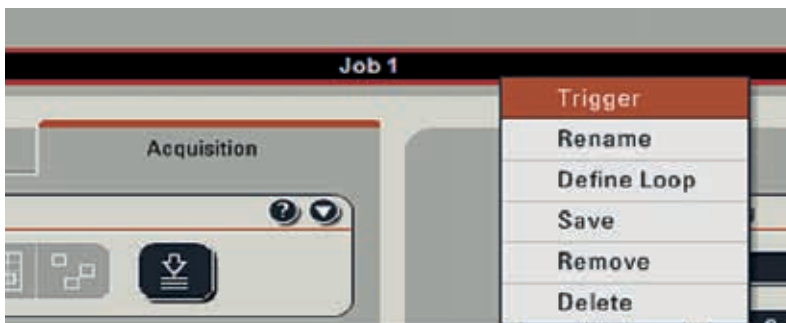 Job 1
Acquisition
?
Trigger
Rename
Define Loop
Save
Remove
Delete